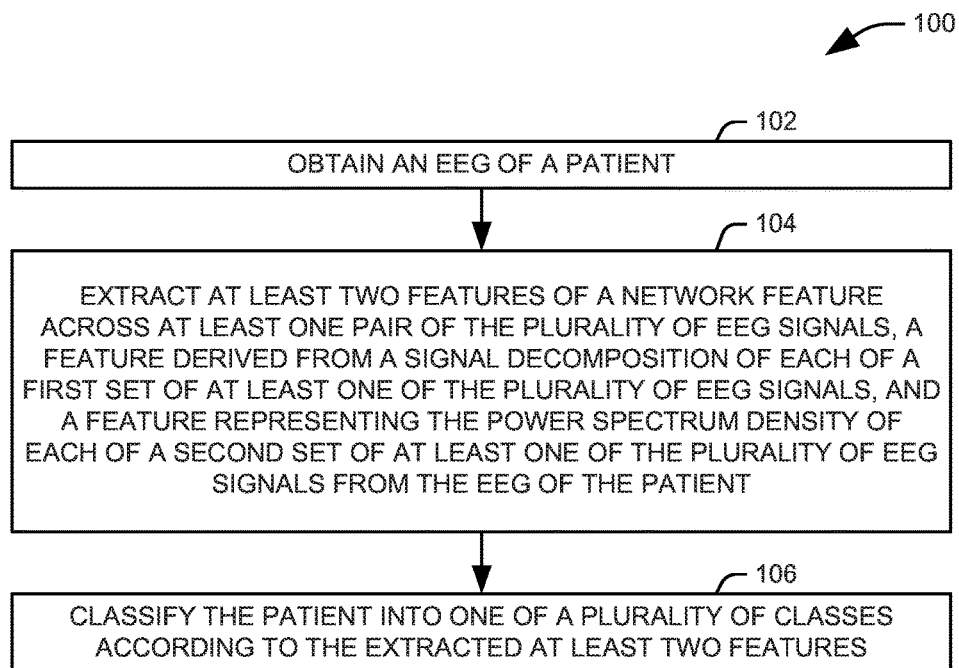 100
102
OBTAIN AN EEG OF A PATIENT
104
EXTRACT AT LEAST TWO FEATURES OF A NETWORK FEATURE
ACROSS AT LEAST ONE PAIR OF THE PLURALITY OF EEG SIGNALS, A
FEATURE DERIVED FROM A SIGNAL DECOMPOSITION OF EACH OF A
FIRST SET OF AT LEAST ONE OF THE PLURALITY OF EEG SIGNALS, AND
A FEATURE REPRESENTING THE POWER SPECTRUM DENSITY OF
EACH OF A SECOND SET OF AT LEAST ONE OF THE PLURALITY OF EEG
SIGNALS FROM THE EEG OF THE PATIENT
106
CLASSIFY THE PATIENT INTO ONE OF A PLURALITY OF CLASSES
ACCORDING TO THE EXTRACTED AT LEAST TWO FEATURES